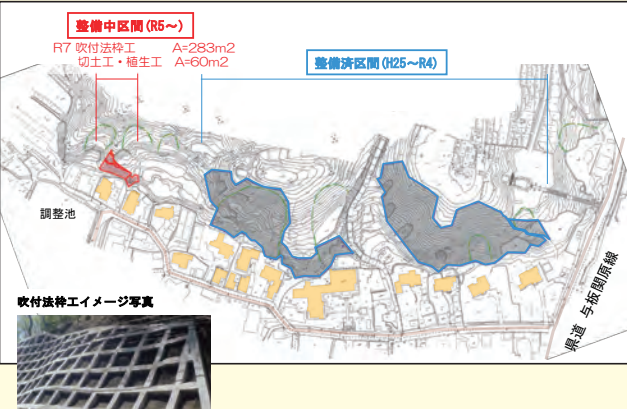 整備中区間(R5～)
R7 吹付法枠工 A=283m2
切土工・植生工 A=60m2
整備済区間(H25～R4)
調整池
県道 与板関原線
吹付法枠工イメージ写真